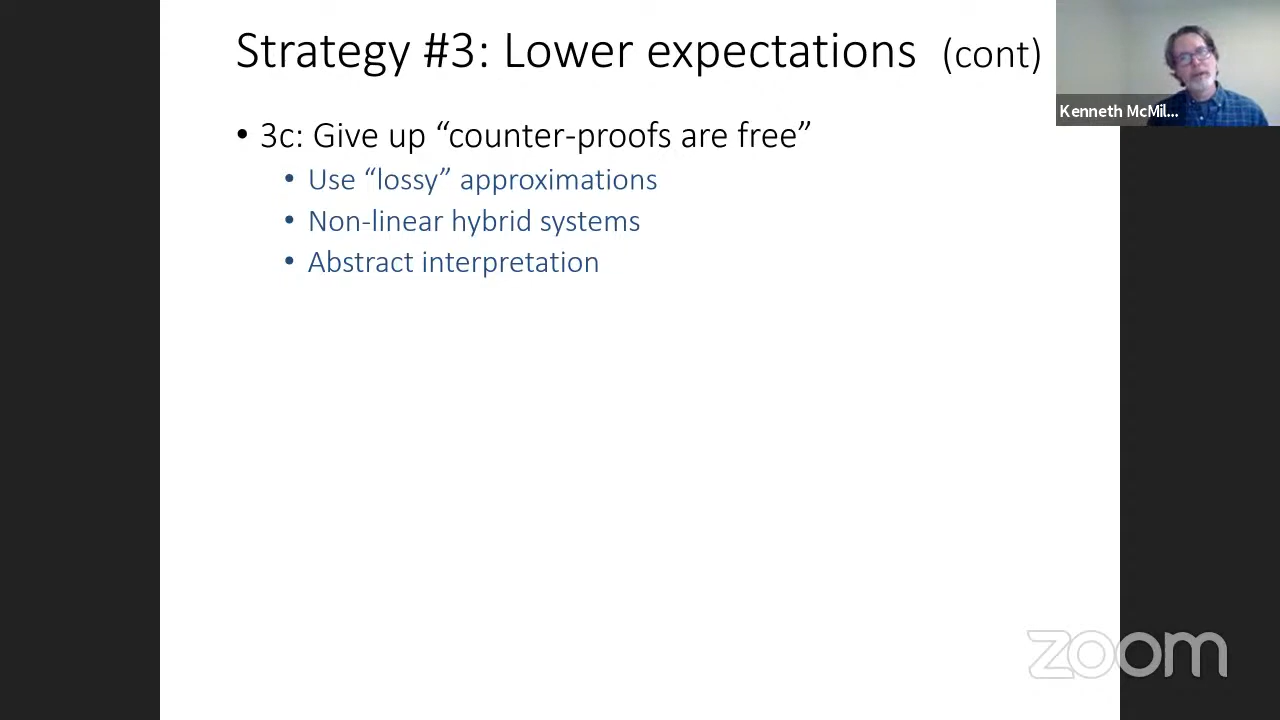 Strategy #3: Lower expectations (cont)
Kenneth McMil...
• 3c: Give up “counter-proofs are free”
• Use “lossy” approximations
• Non-linear hybrid systems
• Abstract interpretation
zoom